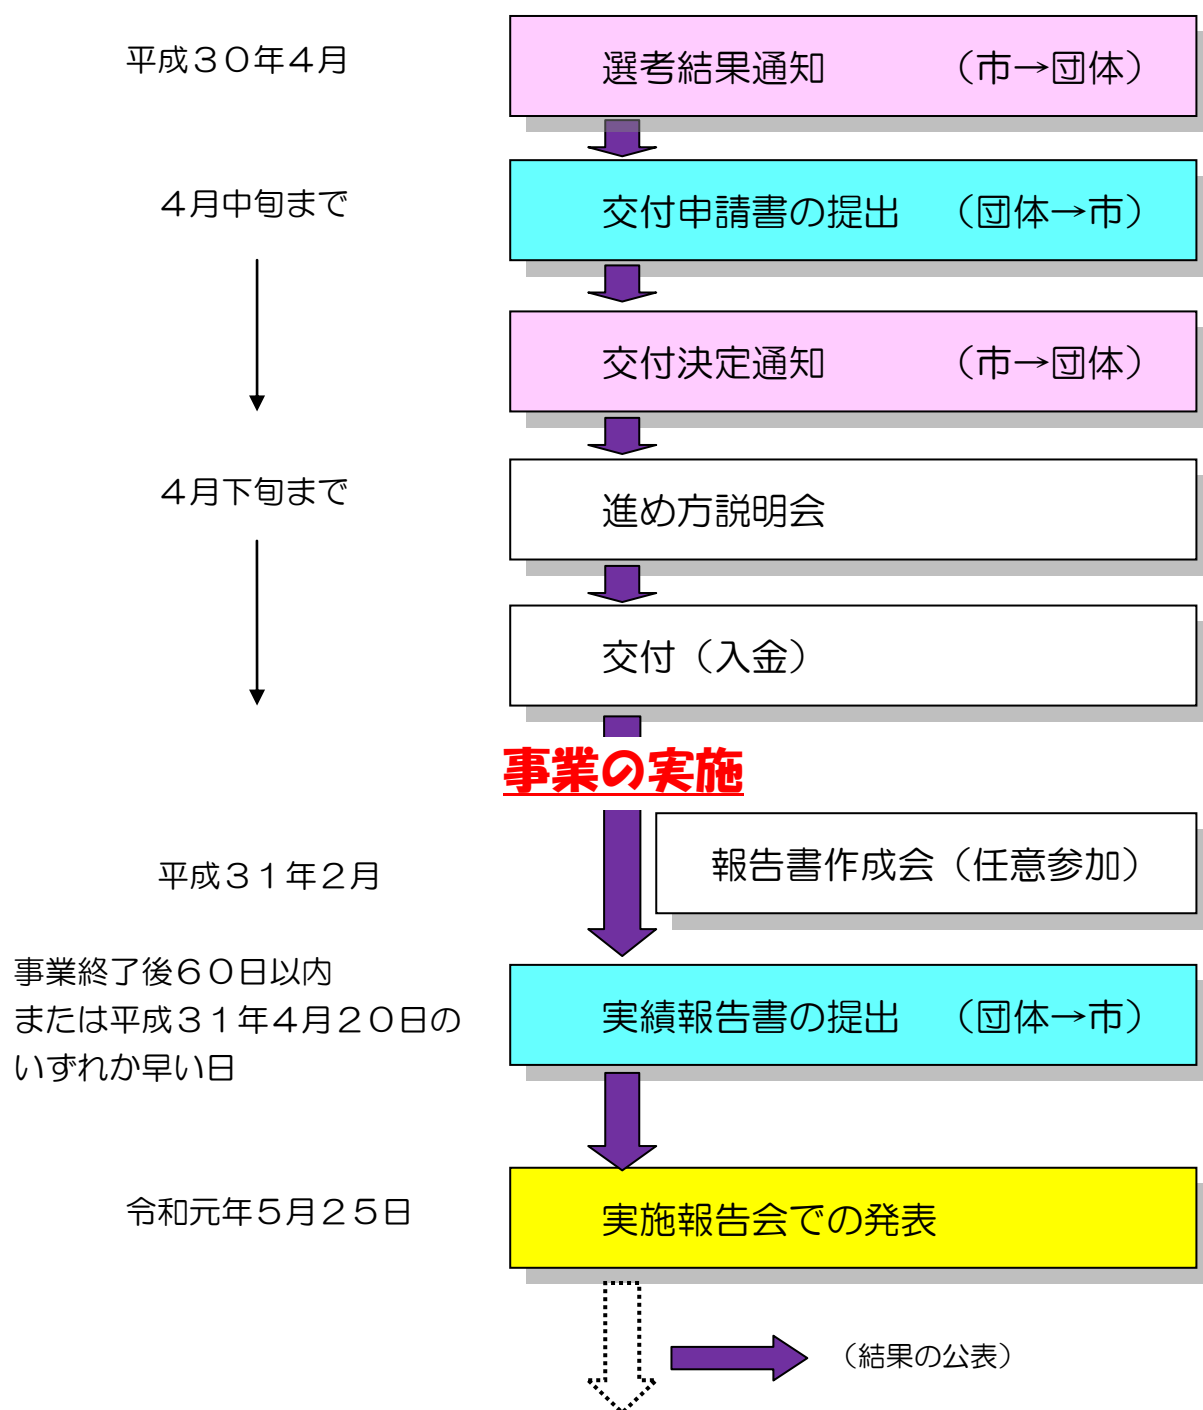 平成３０年４月
選考結果通知　　　（市→団体）
４月中旬まで
交付申請書の提出　（団体→市）
交付決定通知　　　（市→団体）
４月下旬まで
進め方説明会
交付（入金）
事業の実施
報告書作成会（任意参加）
平成３１年２月
事業終了後６０日以内
または平成３１年４月２０日の
いずれか早い日
実績報告書の提出　（団体→市）
令和元年５月２５日
実施報告会での発表
（結果の公表）